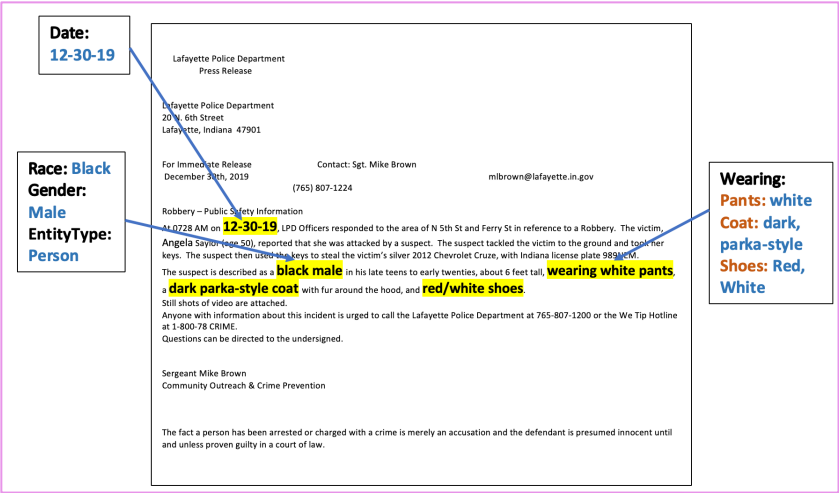 Date:
12-30-19
Lafayette Police Department
Press Release
Lafayette Police Department
20 N. 6th Street
Lafayette, Indiana 47901
For Immediate Release Contact: Sgt. Mike Brown
December 30th, 2019 mlbrown@lafayette.in.gov
(765) 807-1224
Race: Black
Gender:
Male
EntityType:
Person
Robbery – Public Safety Information
At 0728 AM on 12-30-19, LPD Officers responded to the area of N 5th St and Ferry St in reference to a Robbery. The victim,
Angela Saylor (age 50), reported that she was attacked by a suspect. The suspect tackled the victim to the ground and took her
keys. The suspect then used the keys to steal the victim's silver 2012 Chevrolet Cruze, with Indiana license plate
The suspect is described as a black male in his late teens to early twenties, about 6 feet tall, wearing white pants,
a dark parka-style coat with fur around the hood, and red/white shoes.
Still shots of video are attached.
Anyone with information about this incident is urged to call the Lafayette Police Department at 765-807-1200 or the We Tip Hotline
at 1-800-78 CRIME.
Questions can be directed to the undersigned.
Wearing:
Pants: white
Coat: dark,
parka-style
Shoes: Red,
White
Sergeant Mike Brown
Community Outreach & Crime Prevention
The fact a person has been arrested or charged with a crime is merely an accusation and the defendant is presumed innocent until
and unless proven guilty in a court of law.